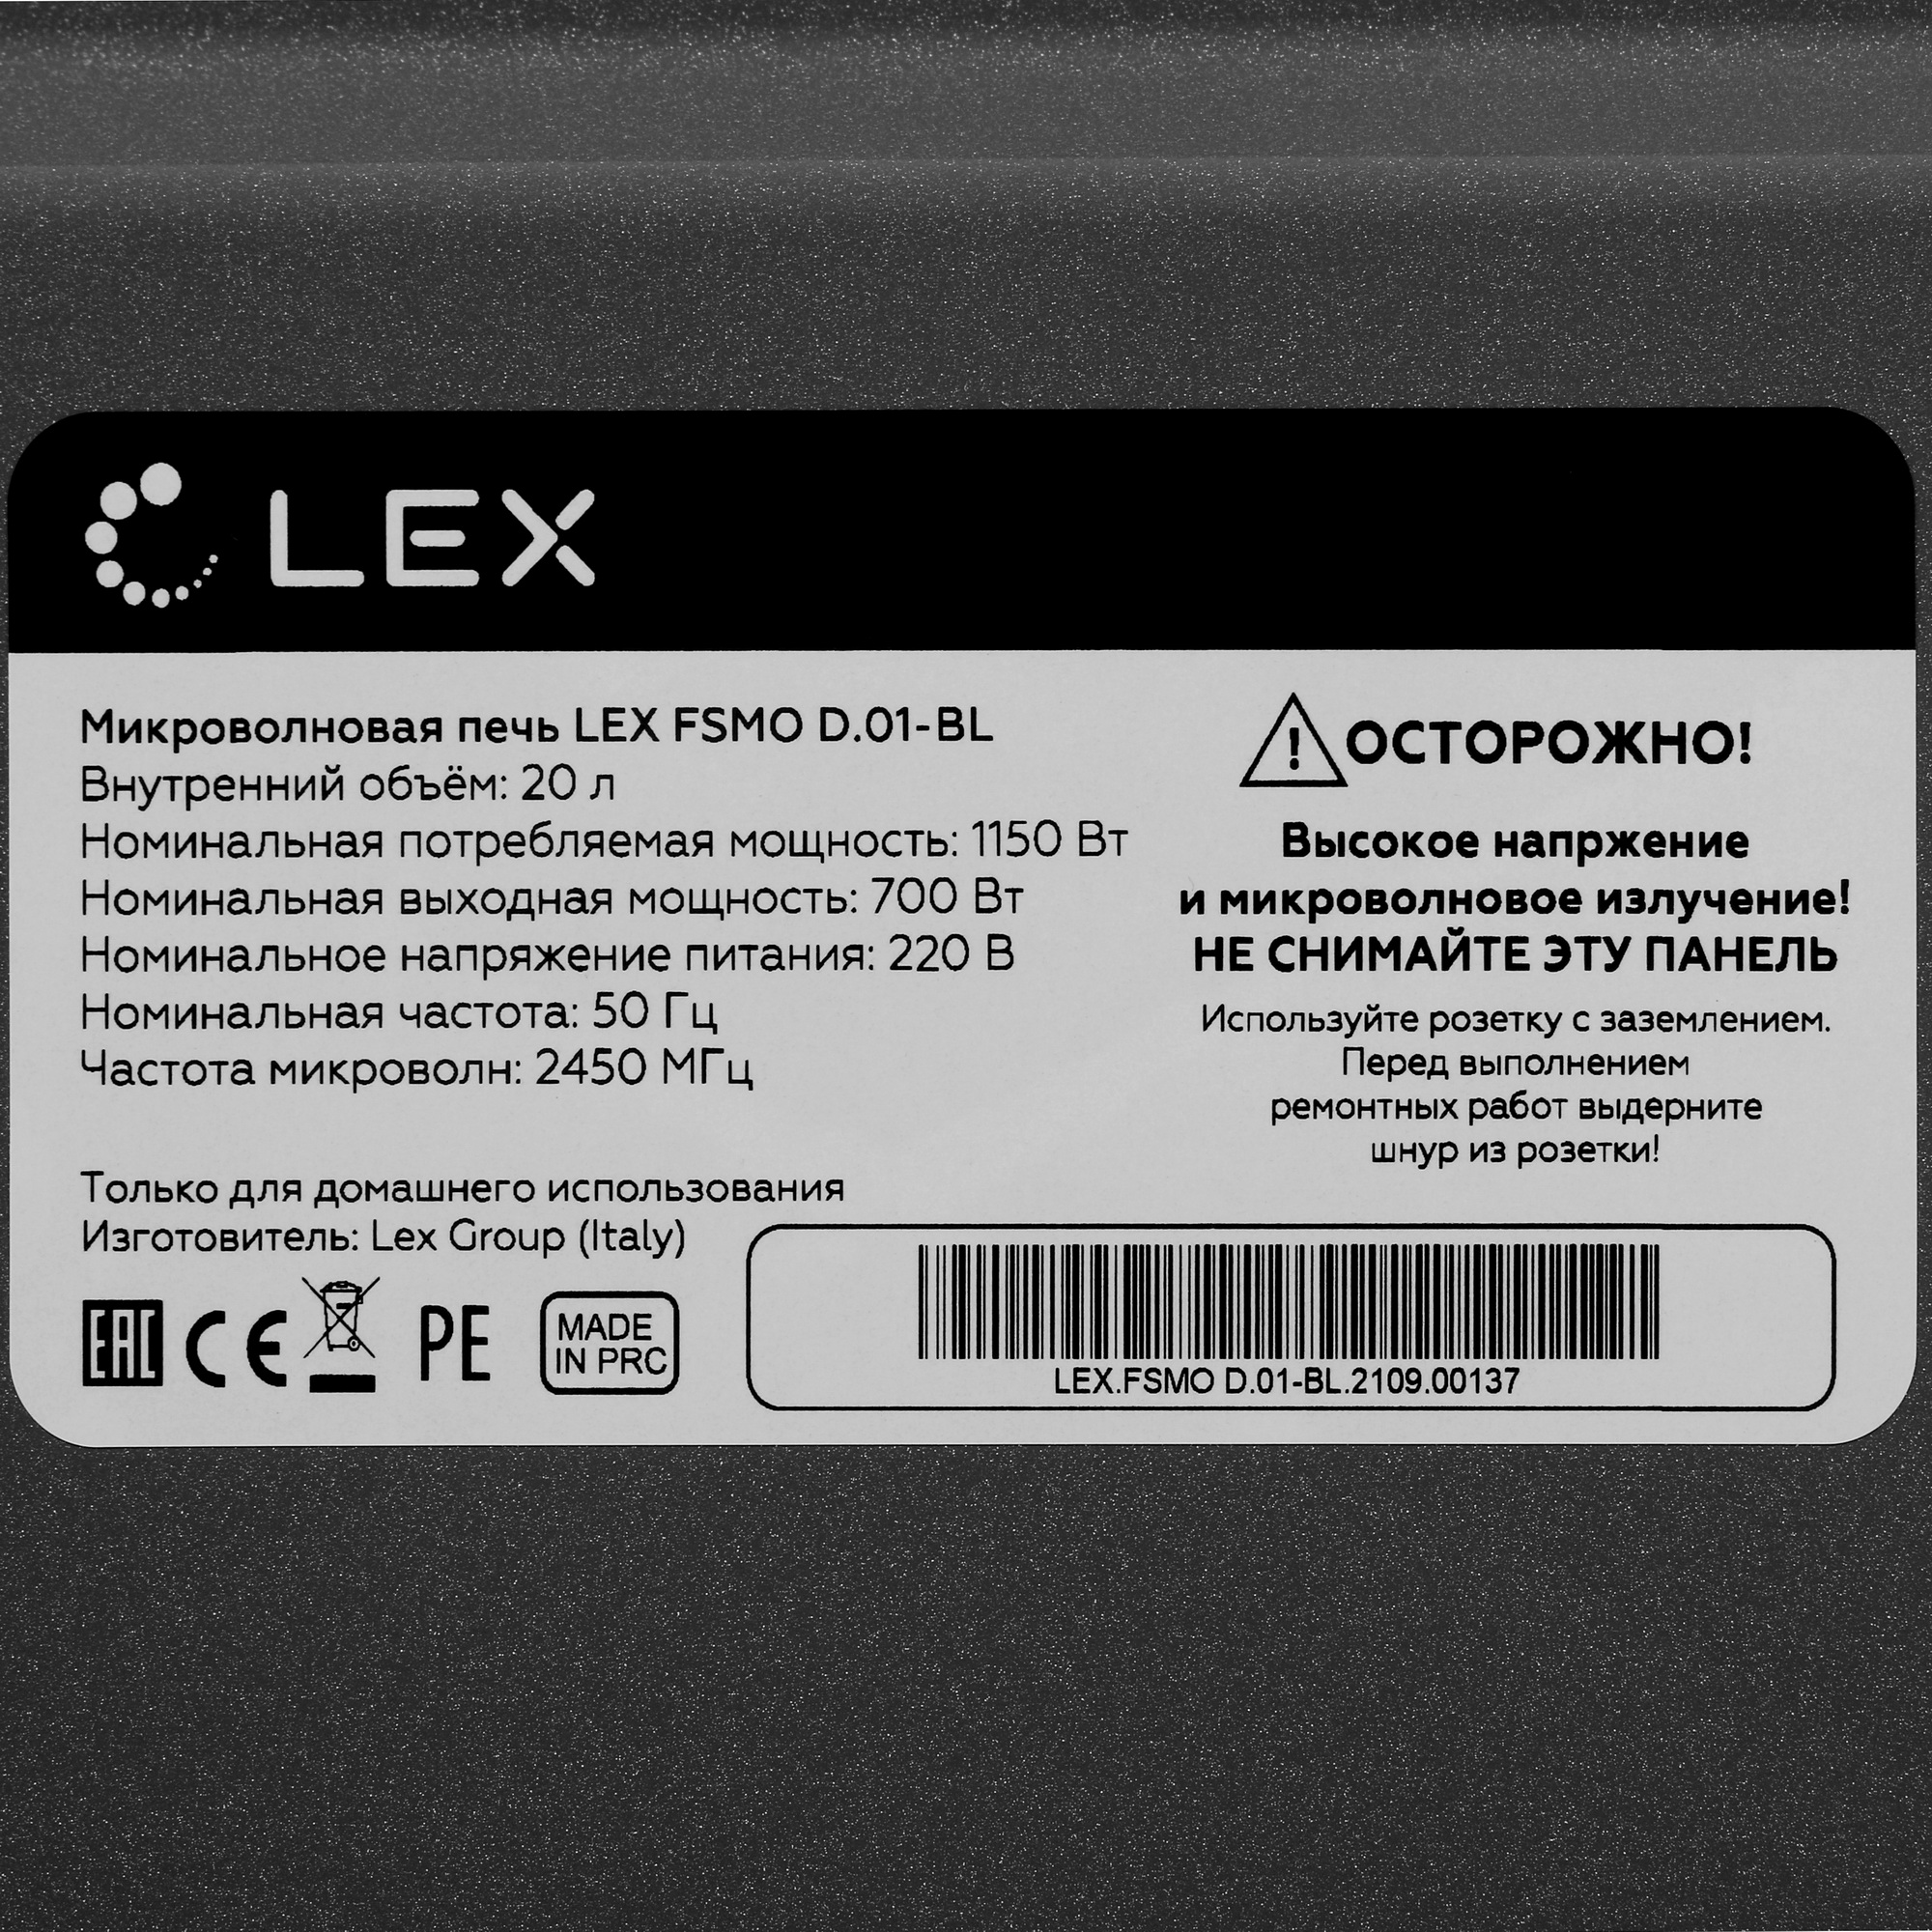 LEX
Микроволновая печь LEX FSMO D.01-BL
Внутренний объём: 20 л
Номинальная потребляемая мощность: 1150 Вт
Номинальная выходная мощность: 700 Вт
Номинальное напряжение питания: 220 В
Номинальная частота: 50 Гц
Частота микроволн: 2450 МГц
Только для домашнего использования
Изготовитель: Lex Group (Italy)
EAC CE PE
MADE
IN PRC
! ОСТОРОЖНО!
Высокое напржение
и микроволновое излучение!
НЕ СНИМАЙТЕ ЭТУ ПАНЕЛЬ
Используйте розетку с заземлением.
Перед выполнением
ремонтных работ выдерните
шнур из розетки!
LEX.FSMO D.01-BL.2109.00137